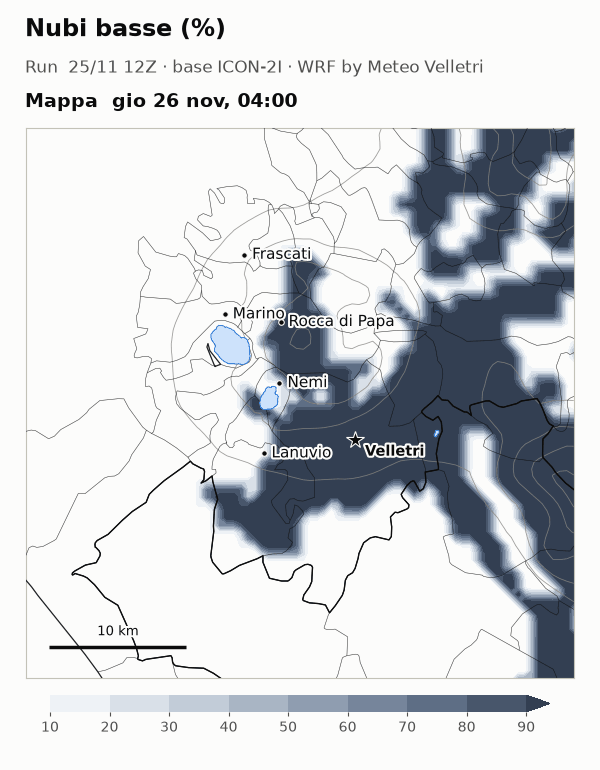 Nubi basse (%)
Run  25/11 12Z · base ICON-2I · WRF by Meteo Velletri
Mappa  gio 26 nov, 04:00
Frascati
Marino
Rocca di Papa
Nemi
Velletri
Lanuvio
10 km
10 20 30 40 50 60 70 80 90